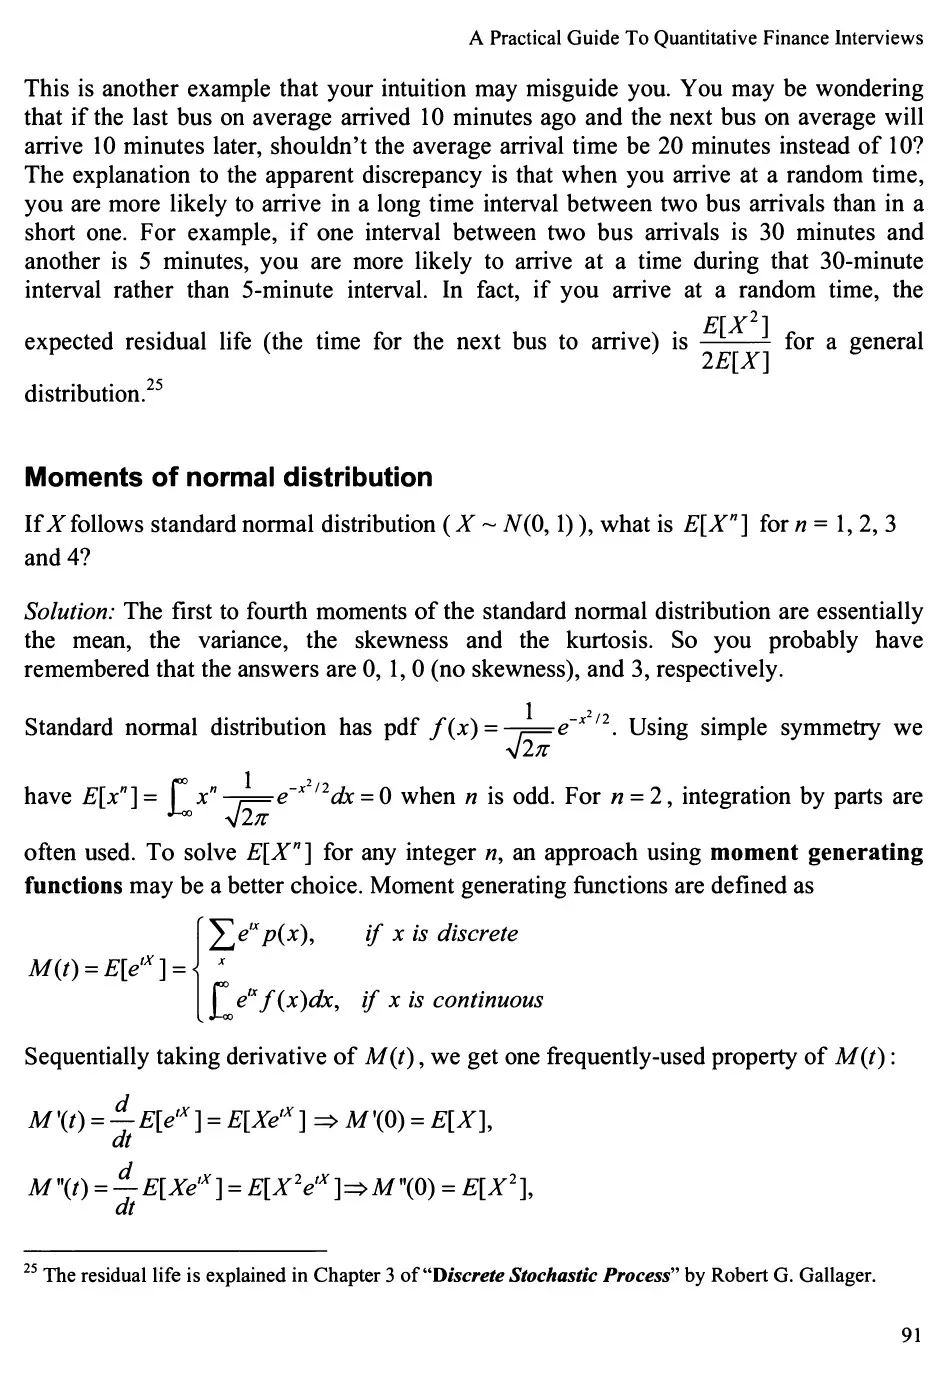 A Practical Guide To Quantitative Finance Interviews
This is another example that your intuition may misguide you. You may be wondering
that if the last bus on average arrived 10 minutes ago and the next bus on average will
arrive 10 minutes later, shouldn't the average arrival time be 20 minutes instead of 10?
The explanation to the apparent discrepancy is that when you arrive at a random time,
you are more likely to arrive in a long time interval between two bus arrivals than in a
short one. For example, if one interval between two bus arrivals is 30 minutes and
another is 5 minutes, you are more likely to arrive at a time during that 30-minute
interval rather than 5-minute interval. In fact, if you arrive at a random time, the
expected residual life (the time for the next bus to arrive) is E[X²]/2E[X] for a general
distribution.²⁵
Moments of normal distribution
If X follows standard normal distribution ( X ~ N(0, 1) ), what is E[Xⁿ] for n = 1, 2, 3
and 4?
Solution: The first to fourth moments of the standard normal distribution are essentially
the mean, the variance, the skewness and the kurtosis. So you probably have
remembered that the answers are 0, 1, 0 (no skewness), and 3, respectively.
Standard normal distribution has pdf f(x) = 1/√2π e^(-x²/2). Using simple symmetry we
have E[xⁿ] = ∫_{-∞}^{∞} xⁿ 1/√2π e^(-x²/2) dx = 0 when n is odd. For n = 2, integration by parts are
often used. To solve E[Xⁿ] for any integer n, an approach using moment generating
functions may be a better choice. Moment generating functions are defined as
M(t) = E[e^(tX)] = { ∑_x e^(tx) p(x), if x is discrete
∫_{-∞}^{∞} e^(tx) f(x)dx, if x is continuous
Sequentially taking derivative of M(t), we get one frequently-used property of M(t):
M'(t) = d/dt E[e^(tX)] = E[Xe^(tX)] ⇒ M'(0) = E[X],
M"(t) = d/dt E[Xe^(tX)] = E[X²e^(tX)] ⇒ M"(0) = E[X²],
²⁵ The residual life is explained in Chapter 3 of "Discrete Stochastic Process" by Robert G. Gallager.
91